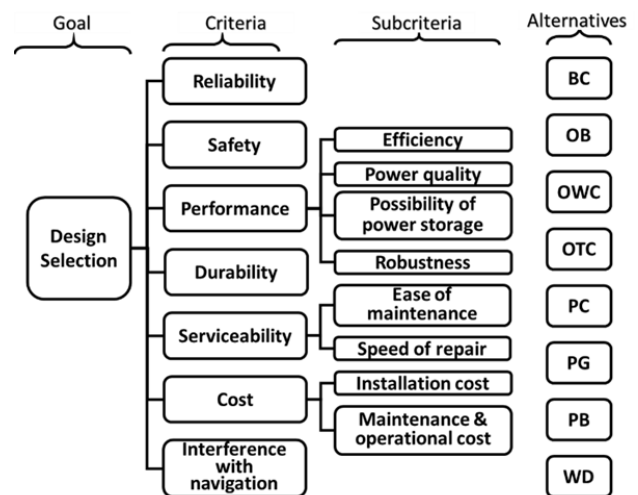 Goal
Criteria
Subcriteria
Alternatives
Design
Selection
Reliability
Safety
Performance
Durability
Serviceability
Cost
Interference
with
navigation
Efficiency
Power quality
Possibility of
power storage
Robustness
Ease of
maintenance
Speed of repair
Installation cost
Maintenance &
operational cost
BC
OB
OWC
OTC
PC
PG
PB
WD